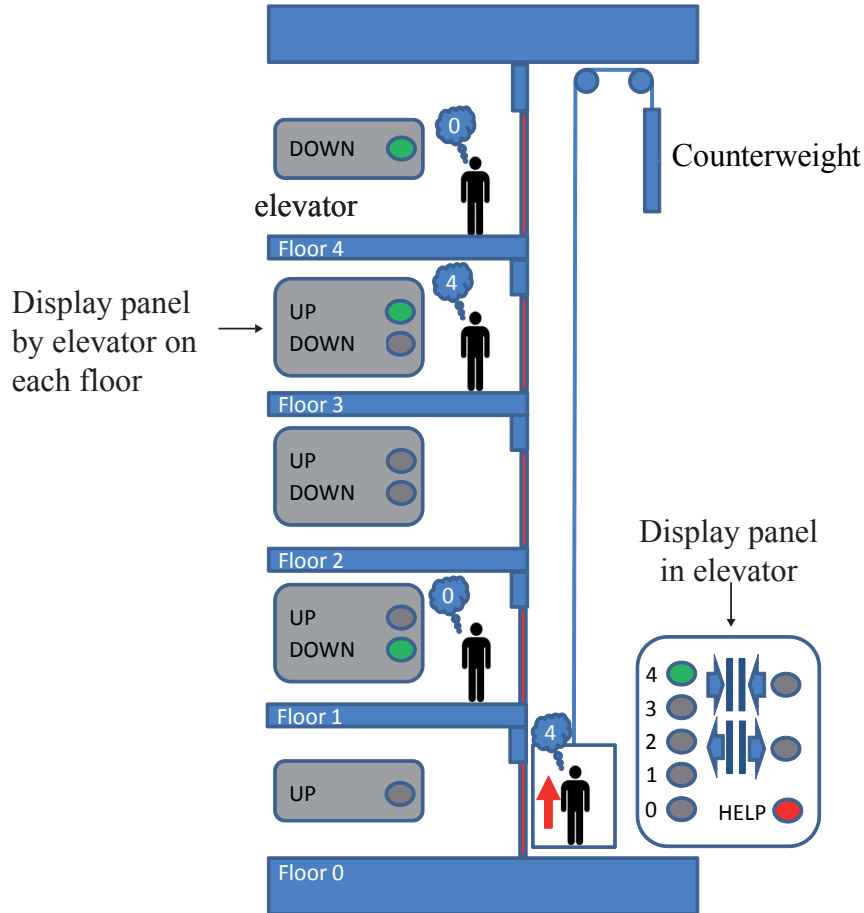 0
DOWN
Counterweight
elevator
Floor 4
4
Display panel
by elevator on
each floor
UP
DOWN
Floor 3
UP
DOWN
Display panel
in elevator
Floor 2
0
UP
DOWN
4
3
2
1
0
HELP
Floor 1
4
UP
Floor 0